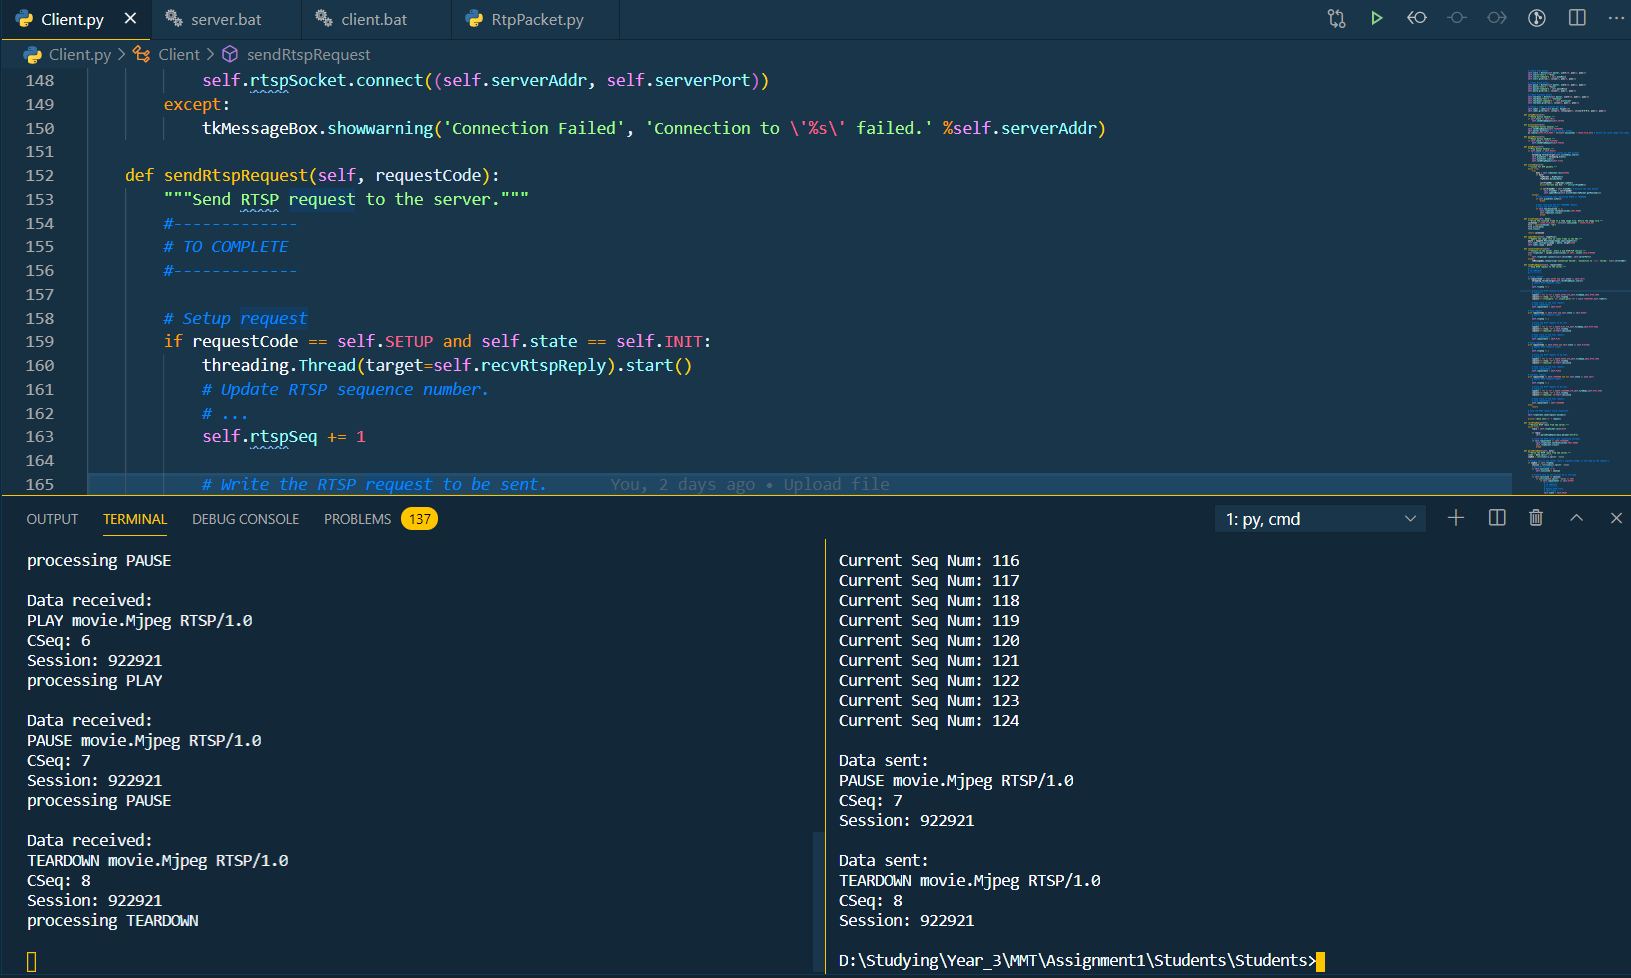 Client.py
server.bat
client.bat
RtpPacket.py
Client.py > Client > sendRtspRequest
148 self.rtspSocket.connect((self.serverAddr, self.serverPort))
149 except:
150 tkMessageBox.showwarning('Connection Failed', 'Connection to \'%s\' failed.' %self.serverAddr)
151
152 def sendRtspRequest(self, requestCode):
153 """Send RTSP request to the server."""
154 #-------------
155 # TO COMPLETE
156 #-------------
157
158 # Setup request
159 if requestCode == self.SETUP and self.state == self.INIT:
160 threading.Thread(target=self.recvRtspReply).start()
161 # Update RTSP sequence number.
162 # ...
163 self.rtspSeq += 1
164
165 # Write the RTSP request to be sent. You, 2 days ago • Upload file
OUTPUT TERMINAL DEBUG CONSOLE PROBLEMS 137
1: py, cmd
processing PAUSE

Data received:
PLAY movie.Mjpeg RTSP/1.0
CSeq: 6
Session: 922921
processing PLAY

Data received:
PAUSE movie.Mjpeg RTSP/1.0
CSeq: 7
Session: 922921
processing PAUSE

Data received:
TEARDOWN movie.Mjpeg RTSP/1.0
CSeq: 8
Session: 922921
processing TEARDOWN

Current Seq Num: 116
Current Seq Num: 117
Current Seq Num: 118
Current Seq Num: 119
Current Seq Num: 120
Current Seq Num: 121
Current Seq Num: 122
Current Seq Num: 123
Current Seq Num: 124

Data sent:
PAUSE movie.Mjpeg RTSP/1.0
CSeq: 7
Session: 922921

Data sent:
TEARDOWN movie.Mjpeg RTSP/1.0
CSeq: 8
Session: 922921

D:\Studying\Year_3\MMT\Assignment1\Students\Students>